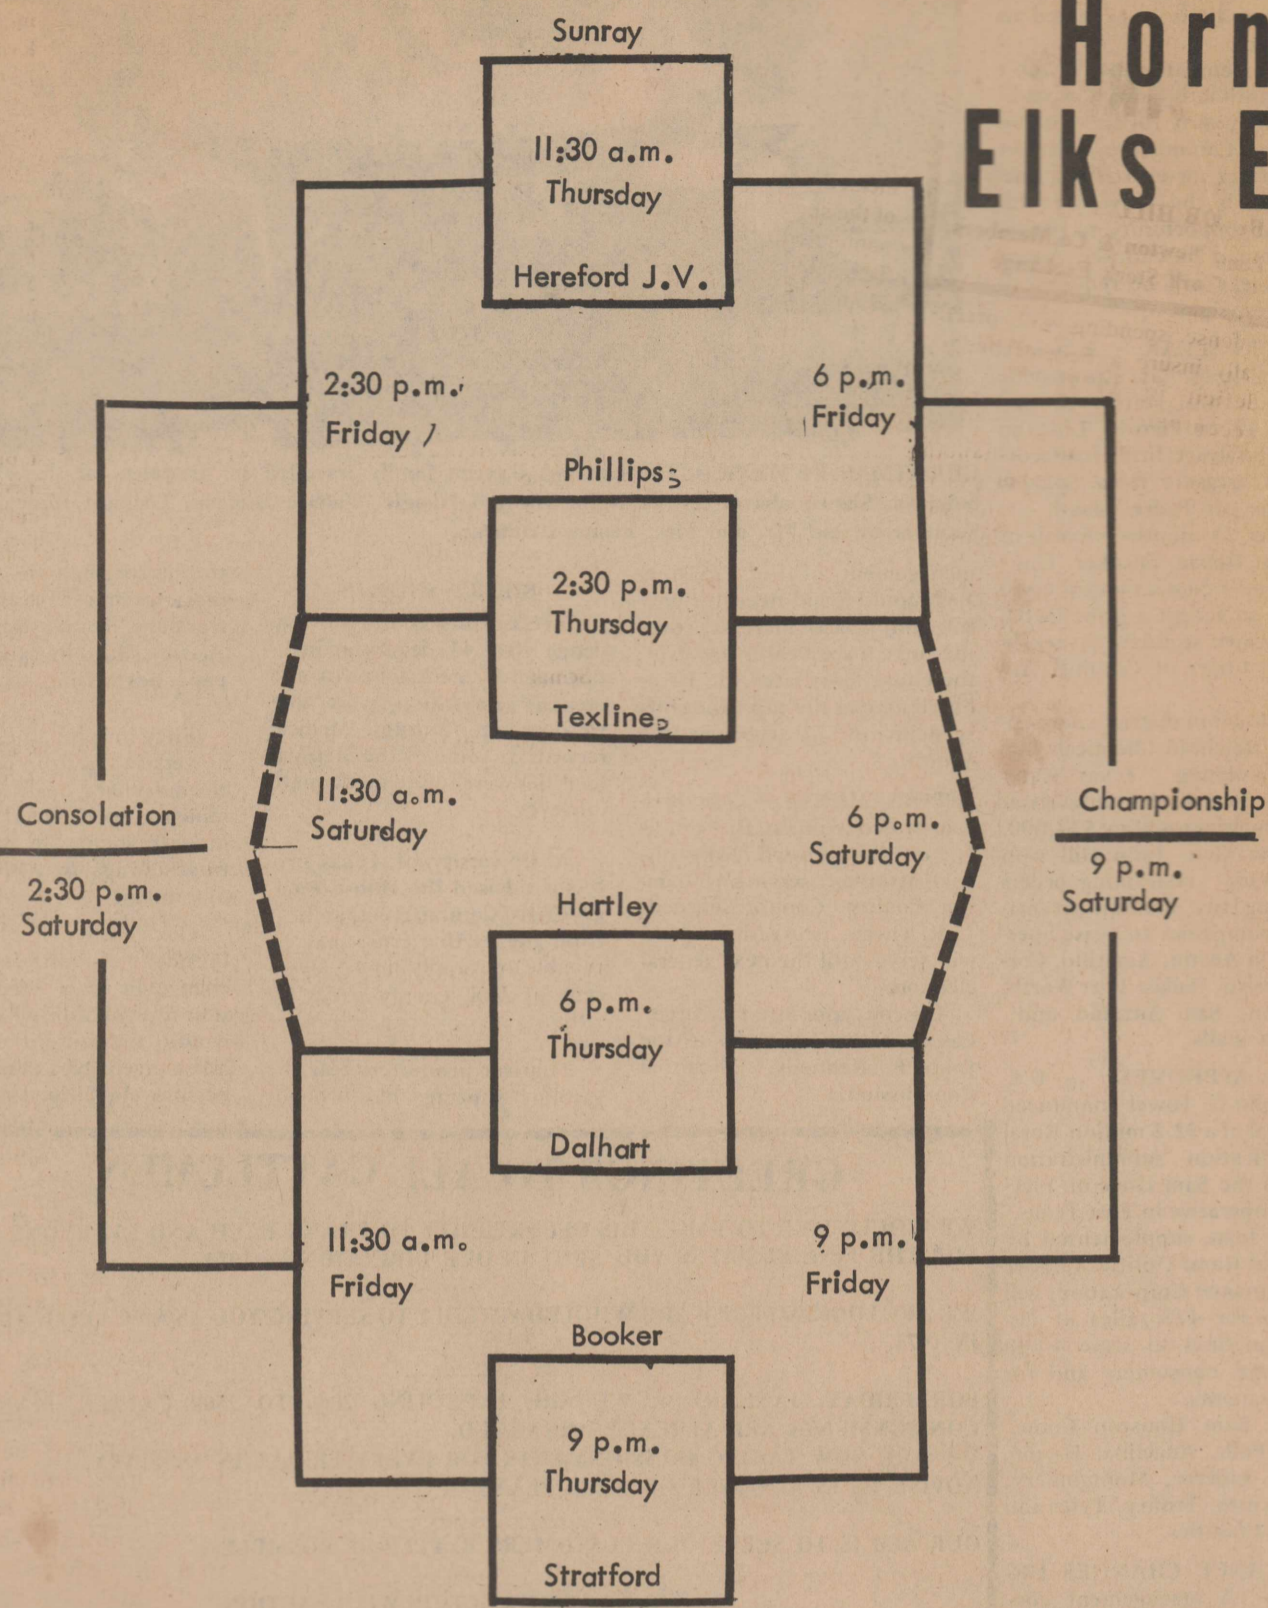 Horn
Elks E
Sunray
11:30 a.m.
Thursday
Hereford J.V.
2:30 p.m.
Friday
6 p.m.
Friday
Phillips
2:30 p.m.
Thursday
Texline
11:30 a.m.
Saturday
6 p.m.
Saturday
Consolation
2:30 p.m.
Saturday
Championship
9 p.m.
Saturday
Hartley
6 p.m.
Thursday
Dalhart
11:30 a.m.
Friday
9 p.m.
Friday
Booker
9 p.m.
Thursday
Stratford